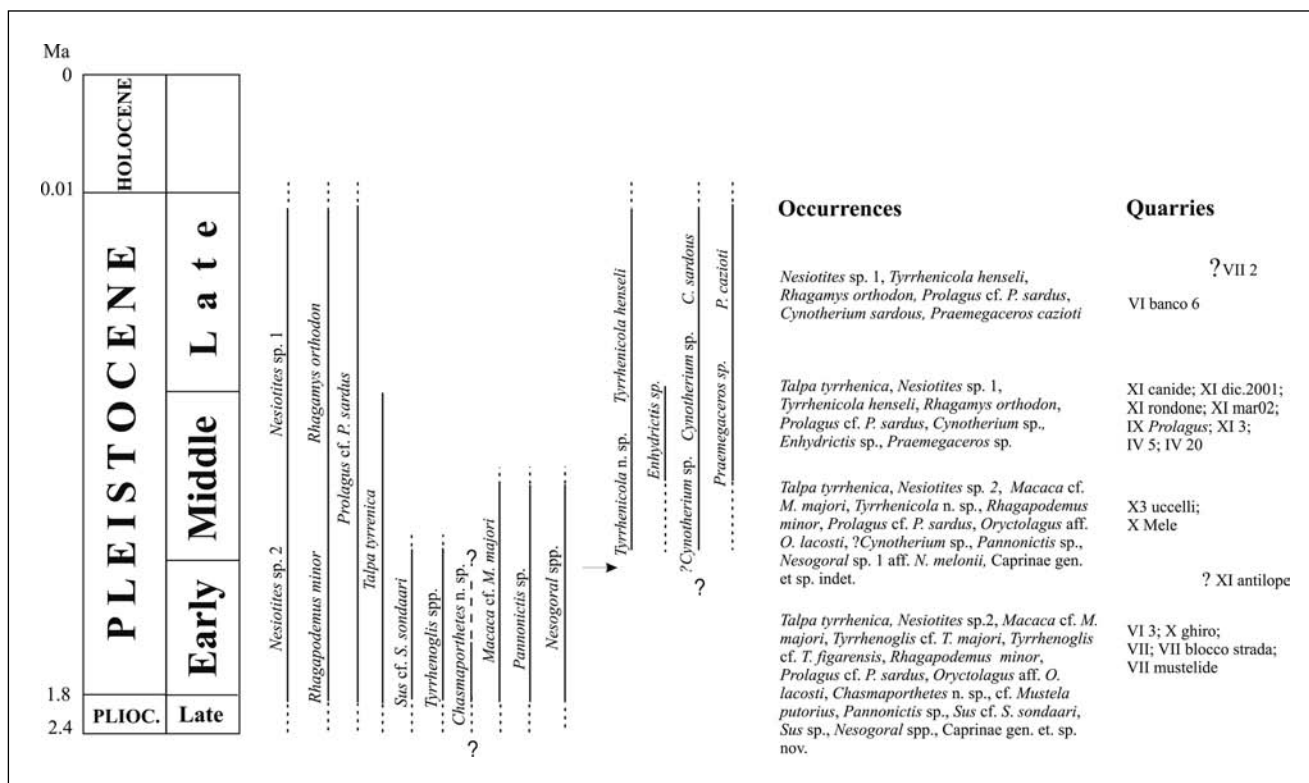 Ma
0
0.01
1.8
2.4
HOLOCENE
PLEISTOCENE
PLIOC.
Late
Middle
Early
Late
Nesiotites sp. 2
Nesiotites sp. 1
Rhagapodemus minor
Rhagamys orthodon
Prolagus cf. P. sardus
Talpa tyrrenica
Sus cf. S. sondaari
Tyrrhenoglis spp.
Chasmaporthetes n. sp.
?
?
Macaca cf. M. majori
Pannonictis sp.
Nesogoral spp.
Tyrrhenicola n. sp.
Tyrrhenicola henseli
Enhydrictis sp.
?Cynotherium sp.
Cynotherium sp.
C. sardous
?
Praemegaceros sp.
P. cazioti
Occurrences
Nesiotites sp. 1, Tyrrhenicola henseli,
Rhagamys orthodon, Prolagus cf. P. sardus,
Cynotherium sardous, Praemegaceros cazioti
Talpa tyrrhenica, Nesiotites sp. 1,
Tyrrhenicola henseli, Rhagamys orthodon,
Prolagus cf. P. sardus, Cynotherium sp.,
Enhydrictis sp., Praemegaceros sp.
Talpa tyrrhenica, Nesiotites sp. 2, Macaca cf.
M. majori, Tyrrhenicola n. sp., Rhagapodemus
minor, Prolagus cf. P. sardus, Oryctolagus aff.
O. lacosti, ?Cynotherium sp., Pannonictis sp.,
Nesogoral sp. 1 aff. N. melonii, Caprinae gen.
et sp. indet.
Talpa tyrrhenica, Nesiotites sp.2, Macaca cf. M.
majori, Tyrrhenoglis cf. T. majori, Tyrrhenoglis
cf. T. figarensis, Rhagapodemus minor,
Prolagus cf. P. sardus, Oryctolagus aff. O.
lacosti, Chasmaporthetes n. sp., cf. Mustela
putorius, Pannonictis sp., Sus cf. S. sondaari,
Sus sp., Nesogoral spp., Caprinae gen. et. sp.
nov.
Quarries
? VII 2
VI banco 6
XI canide; XI dic.2001;
XI rondone; XI mar02;
IX Prolagus; XI 3;
IV 5; IV 20
X3 uccelli;
X Mele
? XI antilope
VI 3; X ghiro;
VII; VII blocco strada;
VII mustelide